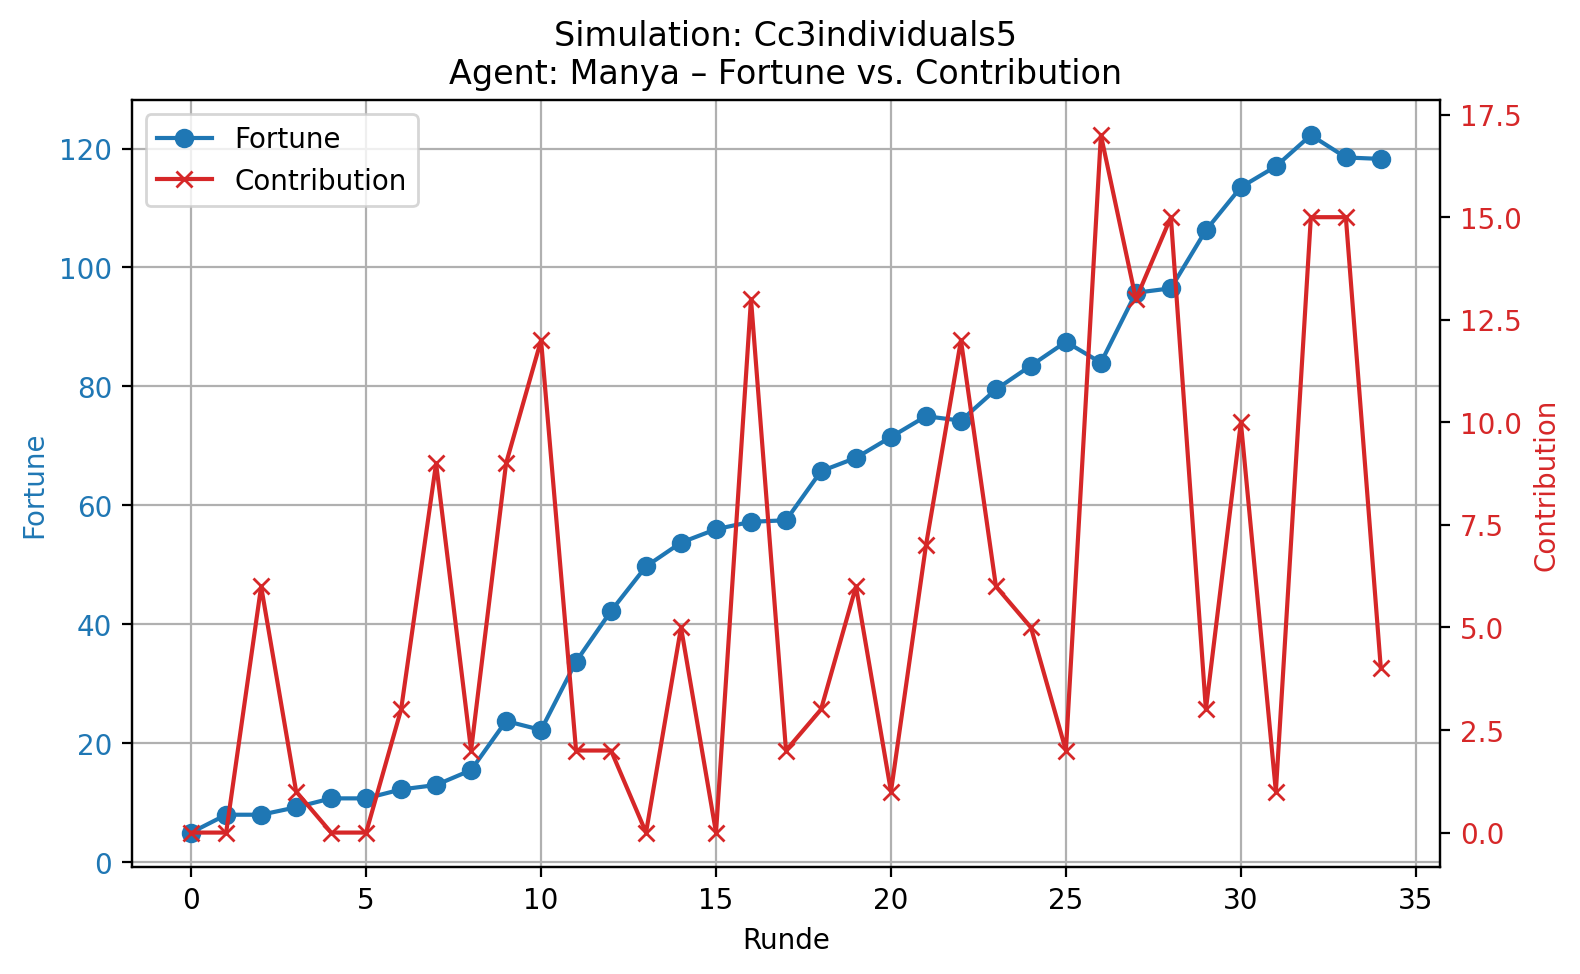 Simulation: Cc3individuals5
Agent: Manya – Fortune vs. Contribution
Fortune
Contribution
120
100
80
60
40
20
0
Fortune
17.5
15.0
12.5
10.0
7.5
5.0
2.5
0.0
Contribution
0 5 10 15 20 25 30 35
Runde